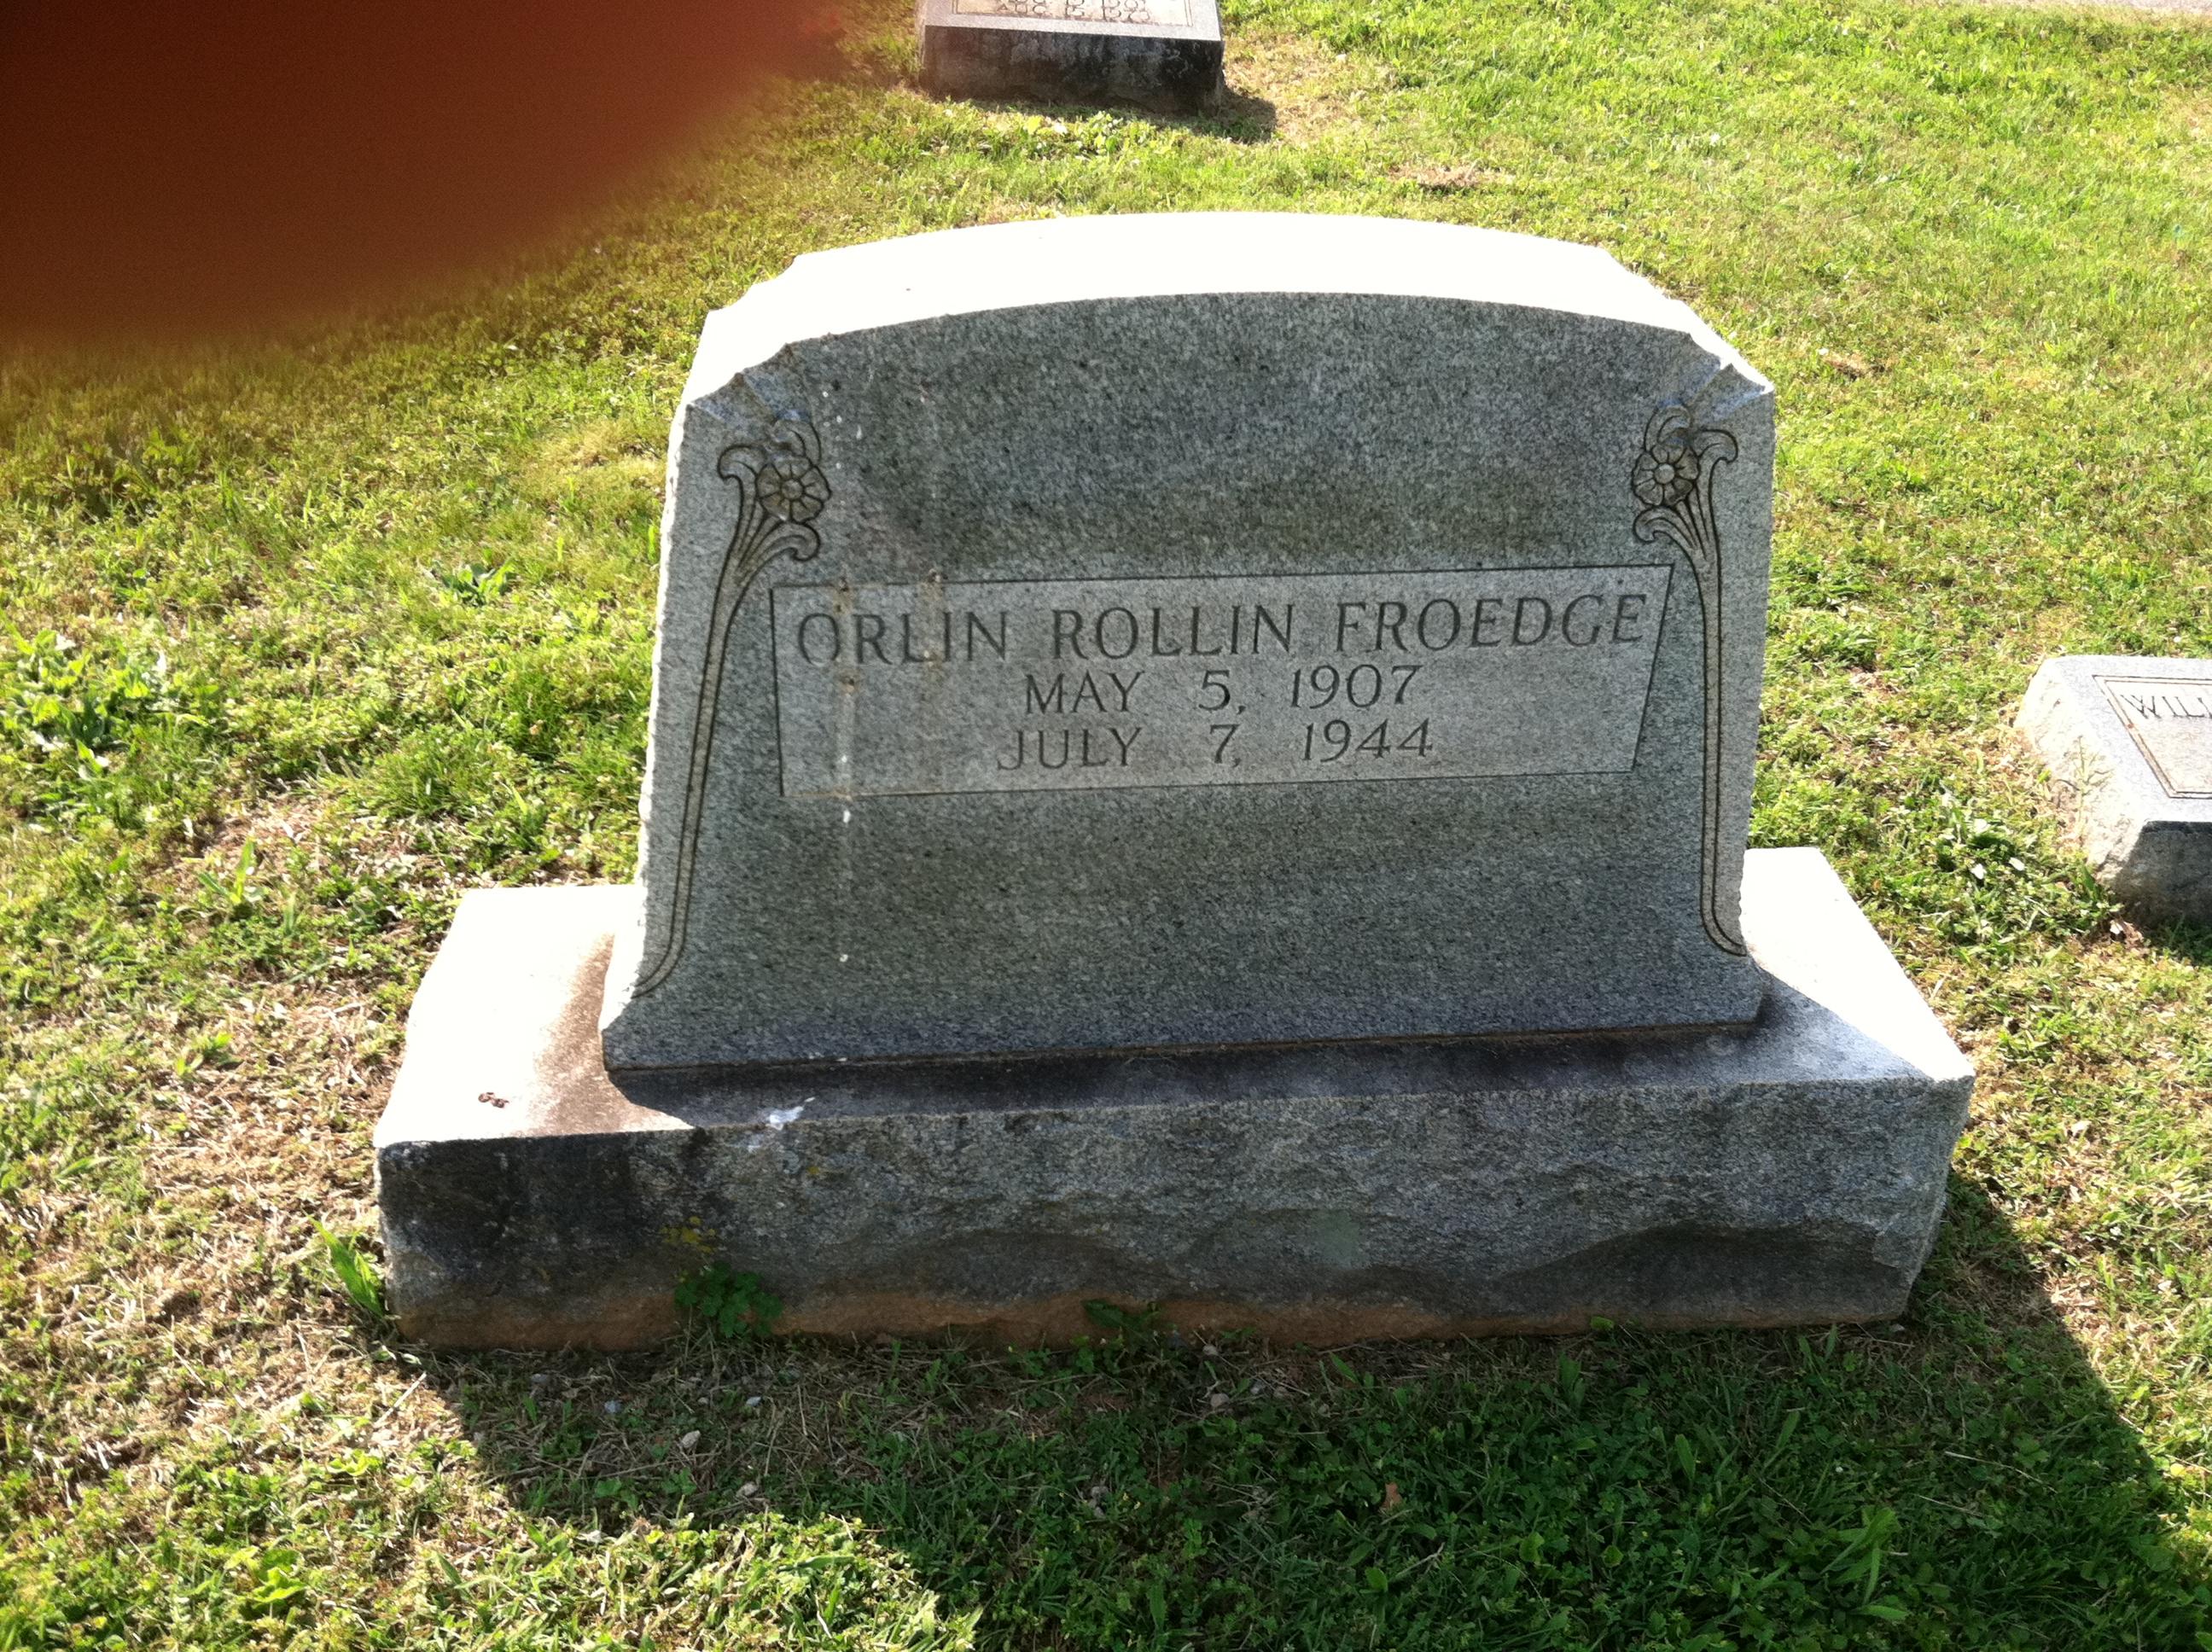 ORLIN ROLLIN FROEDGE
MAY 5, 1907
JULY 7, 1944